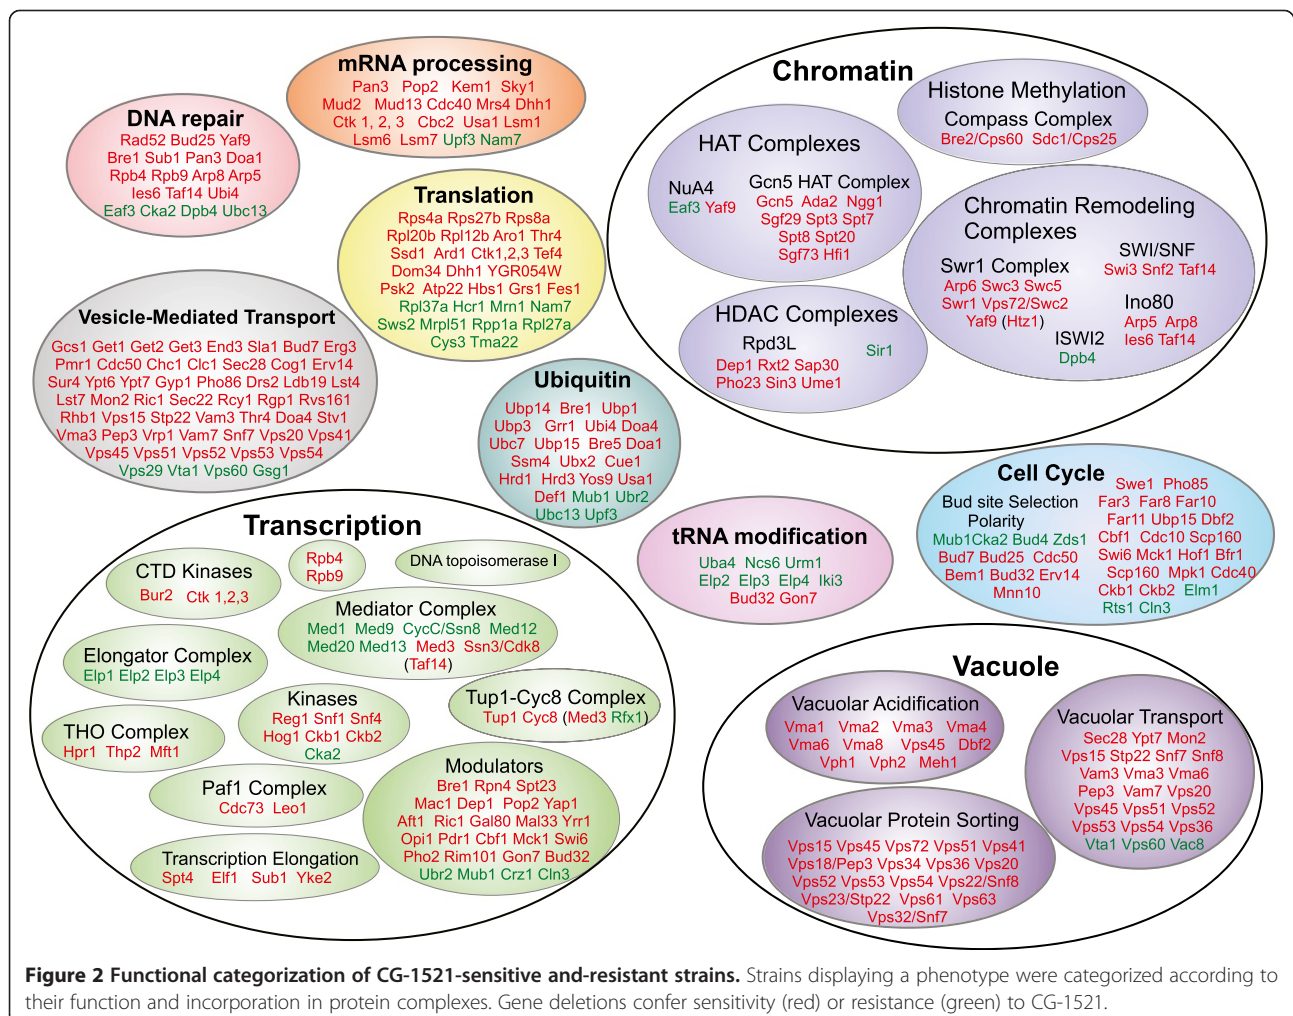 mRNA processing
Pan3 Pop2 Kem1 Sky1
Mud2 Mud13 Cdc40 Mrs4 Dhh1
Ctk 1, 2, 3 Cbc2 Usa1 Lsm1
Lsm6 Lsm7 Upf3 Nam7
DNA repair
Rad52 Bud25 Yaf9
Bre1 Sub1 Pan3 Doa1
Rpb4 Rpb9 Arp8 Arp5
Ies6 Taf14 Ubi4
Eaf3 Cka2 Dpb4 Ubc13
Translation
Rps4a Rps27b Rps8a
Rpl20b Rpl12b Aro1 Thr4
Ssd1 Ard1 Ctk1,2,3 Tef4
Dom34 Dhh1 YGR054W
Psk2 Atp22 Hbs1 Grs1 Fes1
Rpl37a Hcr1 Mrn1 Nam7
Sws2 Mrpl51 Rpp1a Rpl27a
Cys3 Tma22
Vesicle-Mediated Transport
Gcs1 Get1 Get2 Get3 End3 Sla1 Bud7 Erg3
Pmr1 Cdc50 Chc1 Clc1 Sec28 Cog1 Erv14
Sur4 Ypt6 Ypt7 Gyp1 Pho86 Drs2 Ldb19 Lst4
Lst7 Mon2 Ric1 Sec22 Rcy1 Rgp1 Rvs161
Rhb1 Vps15 Stp22 Vam3 Thr4 Doa4 Stv1
Vma3 Pep3 Vrp1 Vam7 Snf7 Vps20 Vps41
Vps45 Vps51 Vps52 Vps53 Vps54
Vps29 Vta1 Vps60 Gsg1
Ubiquitin
Ubp14 Bre1 Ubp1
Ubp3 Grr1 Ubi4 Doa4
Ubc7 Ubp15 Bre5 Doa1
Ssm4 Ubx2 Cue1
Hrd1 Hrd3 Yos9 Usa1
Def1 Mub1 Ubr2
Ubc13 Upf3
Chromatin
Histone Methylation
Compass Complex
Bre2/Cps60 Sdc1/Cps25
HAT Complexes
NuA4
Eaf3 Yaf9
Gcn5 HAT Complex
Gcn5 Ada2 Ngg1
Sgf29 Spt3 Spt7
Spt8 Spt20
Sgf73 Hfi1
Chromatin Remodeling
Complexes
SWI/SNF
Swi3 Snf2 Taf14
Swr1 Complex
Arp6 Swc3 Swc5
Swr1 Vps72/Swc2
Yaf9 (Htz1)
Ino80
Arp5 Arp8
Ies6 Taf14
ISWI2
Dpb4
HDAC Complexes
Rpd3L
Dep1 Rxt2 Sap30
Pho23 Sin3 Ume1
Sir1
tRNA modification
Uba4 Ncs6 Urm1
Elp2 Elp3 Elp4 Iki3
Bud32 Gon7
Cell Cycle
Bud site Selection
Polarity
Mub1Cka2 Bud4 Zds1
Bud7 Bud25 Cdc50
Bem1 Bud32 Erv14
Mnn10
Swe1 Pho85
Far3 Far8 Far10
Far11 Ubp15 Dbf2
Cbf1 Cdc10 Scp160
Swi6 Mck1 Hof1 Bfr1
Scp160 Mpk1 Cdc40
Ckb1 Ckb2 Elm1
Rts1 Cln3
Transcription
CTD Kinases
Bur2 Ctk 1,2,3
Rpb4
Rpb9
DNA topoisomerase I
Mediator Complex
Med1 Med9 CycC/Ssn8 Med12
Med20 Med13 Med3 Ssn3/Cdk8
(Taf14)
Elongator Complex
Elp1 Elp2 Elp3 Elp4
Kinases
Reg1 Snf1 Snf4
Hog1 Ckb1 Ckb2
Cka2
Tup1-Cyc8 Complex
Tup1 Cyc8 (Med3 Rfx1)
THO Complex
Hpr1 Thp2 Mft1
Paf1 Complex
Cdc73 Leo1
Modulators
Bre1 Rpn4 Spt23
Mac1 Dep1 Pop2 Yap1
Aft1 Ric1 Gal80 Mal33 Yrr1
Opi1 Pdr1 Cbf1 Mck1 Swi6
Pho2 Rim101 Gon7 Bud32
Ubr2 Mub1 Crz1 Cln3
Transcription Elongation
Spt4 Elf1 Sub1 Yke2
Vacuole
Vacuolar Acidification
Vma1 Vma2 Vma3 Vma4
Vma6 Vma8 Vps45 Dbf2
Vph1 Vph2 Meh1
Vacuolar Transport
Sec28 Ypt7 Mon2
Vps15 Stp22 Snf7 Snf8
Vam3 Vma3 Vma6
Pep3 Vam7 Vps20
Vps45 Vps51 Vps52
Vps53 Vps54 Vps36
Vta1 Vps60 Vac8
Vacuolar Protein Sorting
Vps15 Vps45 Vps72 Vps51 Vps41
Vps18/Pep3 Vps34 Vps36 Vps20
Vps52 Vps53 Vps54 Vps22/Snf8
Vps23/Stp22 Vps61 Vps63
Vps32/Snf7
Figure 2 Functional categorization of CG-1521-sensitive and-resistant strains. Strains displaying a phenotype were categorized according to
their function and incorporation in protein complexes. Gene deletions confer sensitivity (red) or resistance (green) to CG-1521.